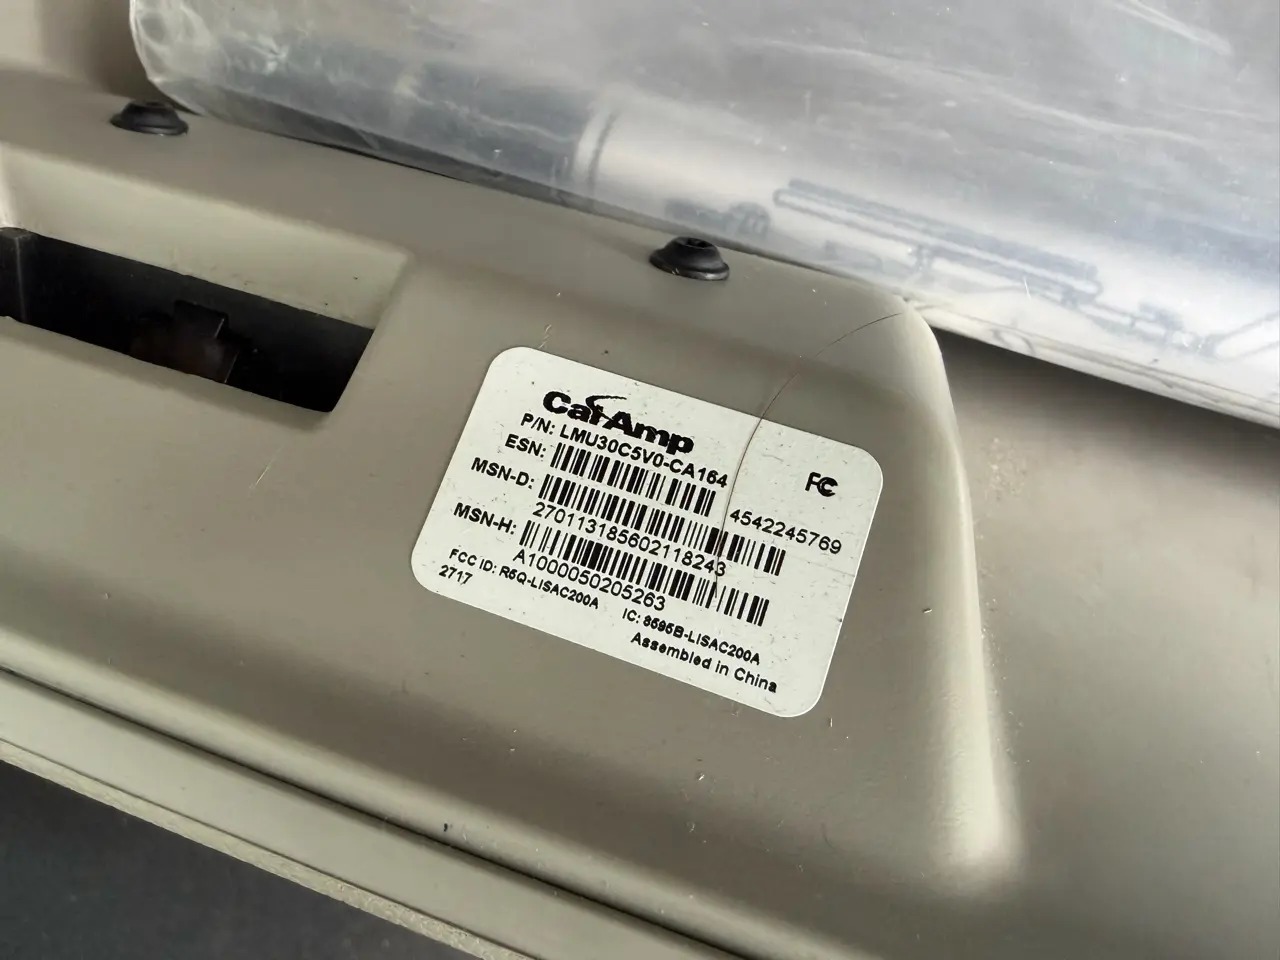 CalAmp
P/N: LMU30C5V0-CA164
FC
ESN: 4542245769
MSN-D:
270113185602118243
MSN-H:
A1000050205263
FCC ID: R5Q-LISAC200A IC: 8595B-LISAC200A
2717 Assembled in China